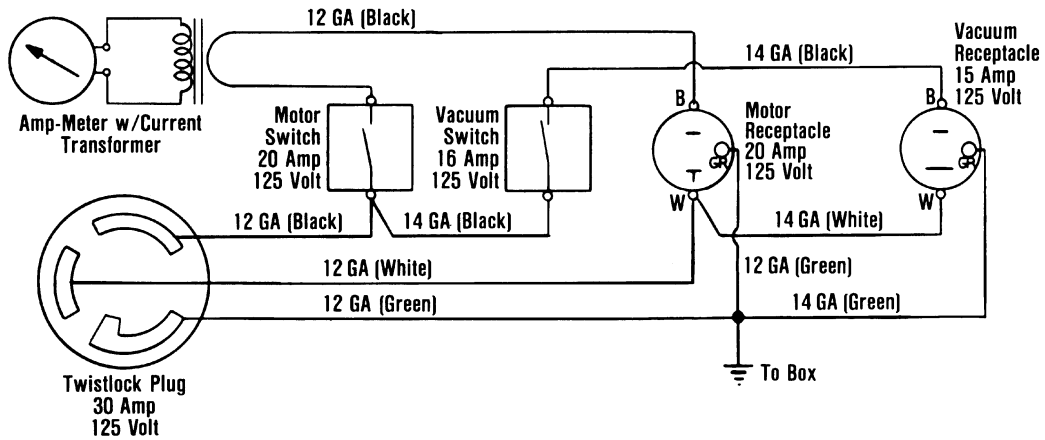 12 GA (Black)
14 GA (Black)
Vacuum
Receptacle
15 Amp
125 Volt
Amp-Meter w/Current
Transformer
Motor
Switch
20 Amp
125 Volt
Vacuum
Switch
16 Amp
125 Volt
B
Motor
Receptacle
20 Amp
125 Volt
GR
W
B
GR
W
12 GA (Black)
14 GA (Black)
14 GA (White)
12 GA (White)
12 GA (Green)
12 GA (Green)
14 GA (Green)
To Box
Twistlock Plug
30 Amp
125 Volt